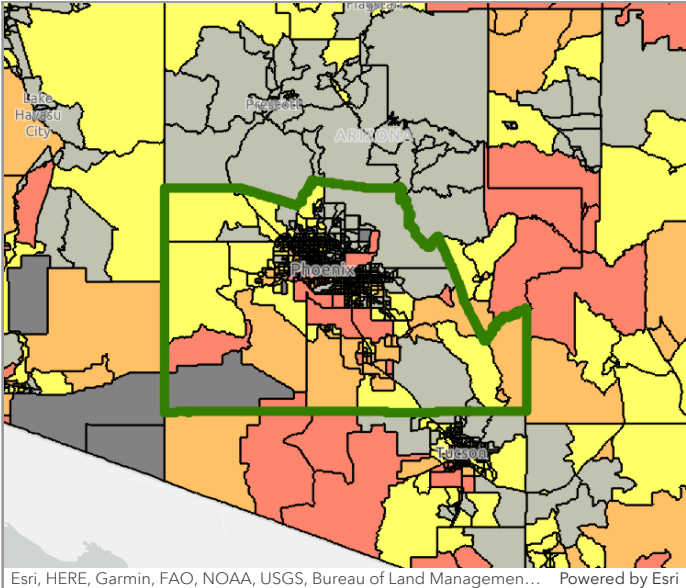 Flagstaff
Lake
Havasu
City
Prescott
ARIZONA
Phoenix
Tucson
Esri, HERE, Garmin, FAO, NOAA, USGS, Bureau of Land Managemen... Powered by Esri